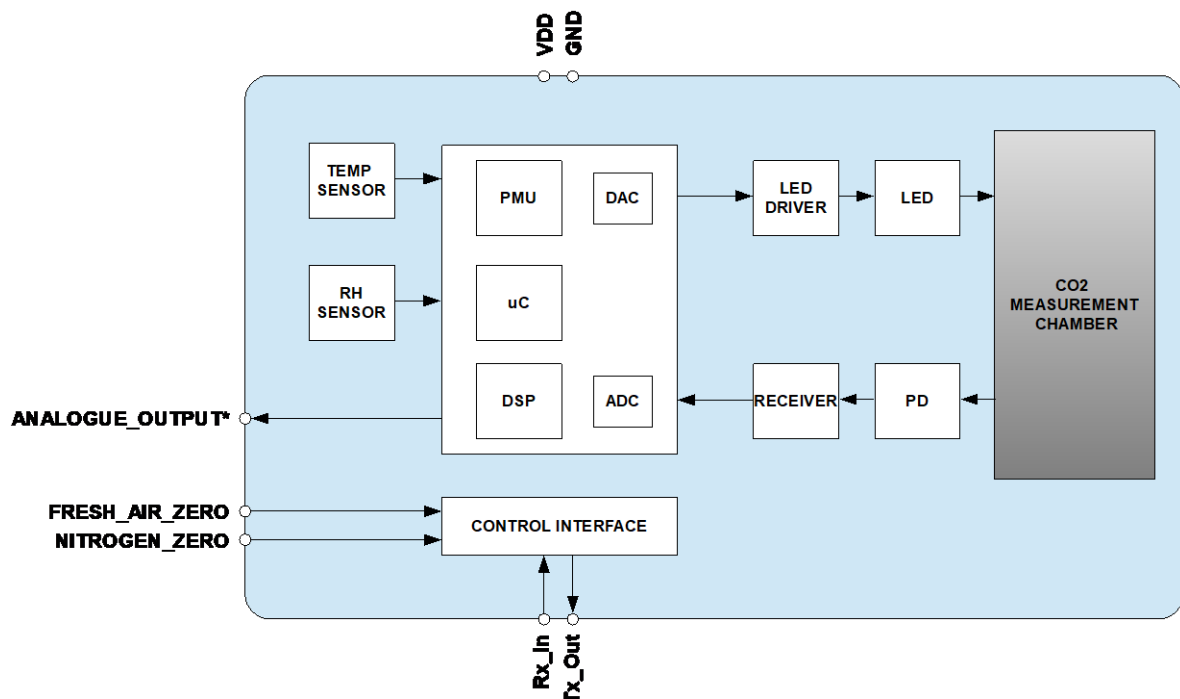 VDD
GND
TEMP
SENSOR
PMU
DAC
LED
DRIVER
LED
RH
SENSOR
uC
CO2
MEASUREMENT
CHAMBER
DSP
ADC
RECEIVER
PD
ANALOGUE_OUTPUT*
FRESH_AIR_ZERO
NITROGEN_ZERO
CONTROL INTERFACE
Rx_In
Tx_Out